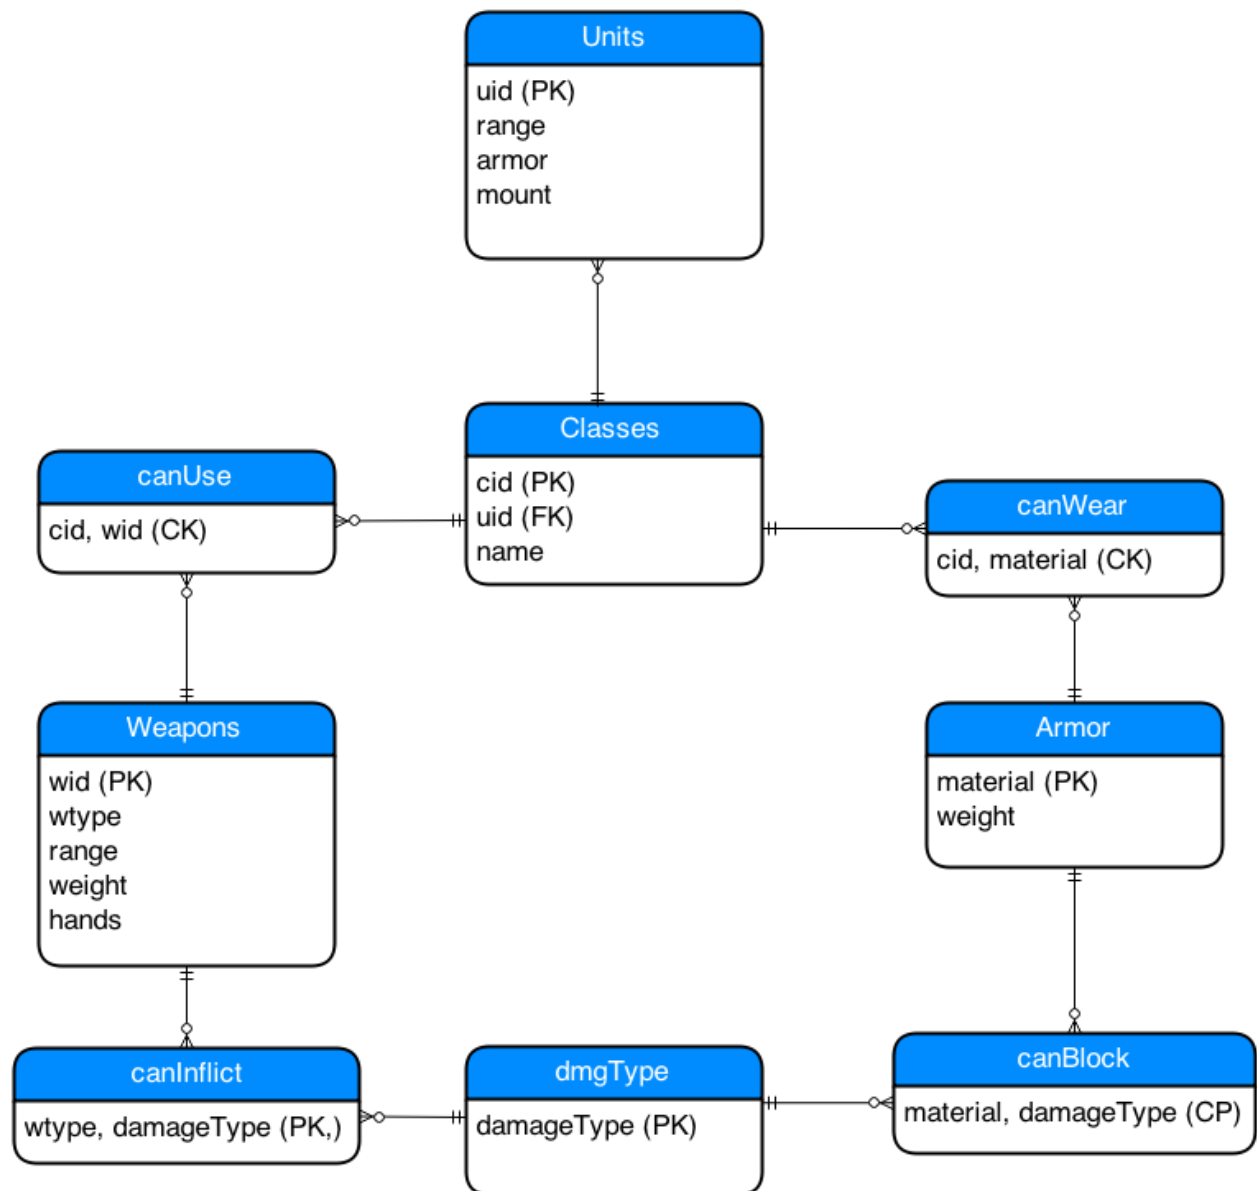 Units
uid (PK)
range
armor
mount
Classes
cid (PK)
uid (FK)
name
canUse
cid, wid (CK)
canWear
cid, material (CK)
Weapons
wid (PK)
wtype
range
weight
hands
Armor
material (PK)
weight
canInflict
wtype, damageType (PK,)
dmgType
damageType (PK)
canBlock
material, damageType (CP)